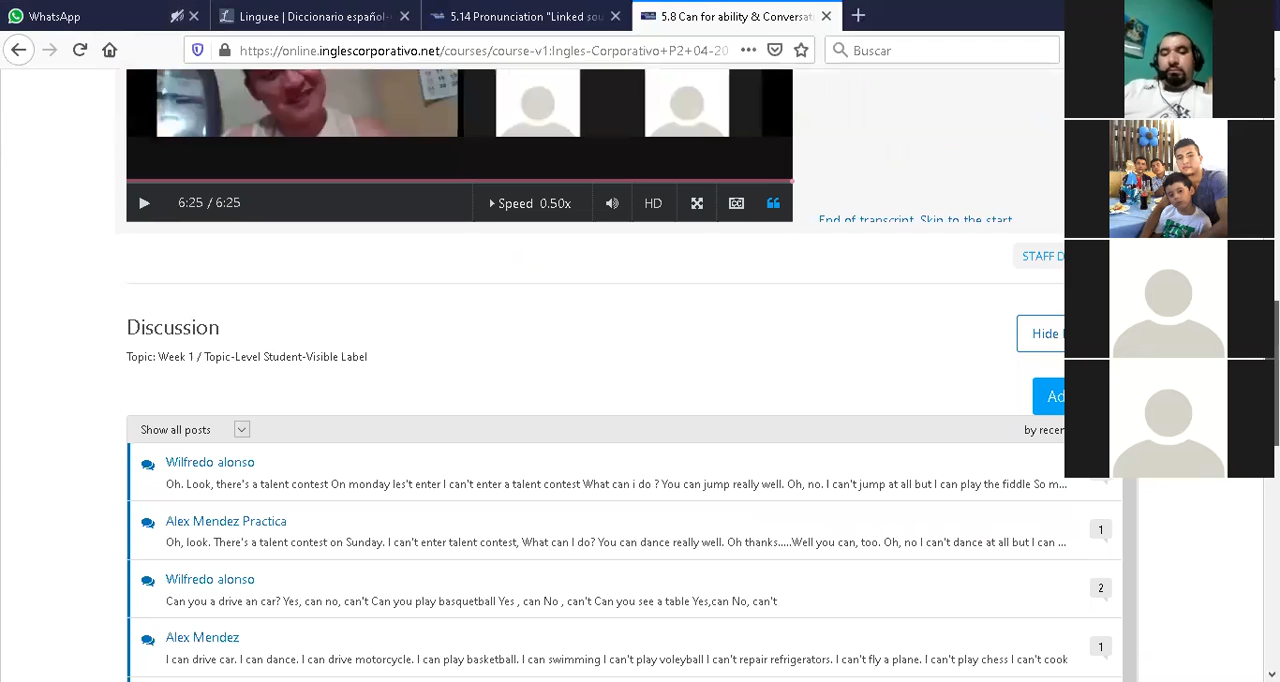 WhatsApp
Linguee | Diccionario español-
5.14 Pronunciation "Linked sou
5.8 Can for ability & Conversat
https://online.inglescorporativo.net/courses/course-v1:Ingles-Corporativo+P2+04-20
Buscar
6:25 / 6:25
Speed 0.50x
HD
End of transcript. Skip to the start.
STAFF D
Discussion
Hide
Topic: Week 1 / Topic-Level Student-Visible Label
Ad
Show all posts
by recen
Wilfredo alonso
Oh. Look, there's a talent contest On monday les't enter I can't enter a talent contest What can i do ? You can jump really well. Oh, no. I can't jump at all but I can play the fiddle So m...
Alex Mendez Practica
Oh, look. There's a talent contest on Sunday. I can't enter talent contest, What can I do? You can dance really well. Oh thanks.....Well you can, too. Oh, no I can't dance at all but I can ...
1
Wilfredo alonso
Can you a drive an car? Yes, can no, can't Can you play basquetball Yes , can No , can't Can you see a table Yes,can No, can't
2
Alex Mendez
I can drive car. I can dance. I can drive motorcycle. I can play basketball. I can swimming I can't play voleyball I can't repair refrigerators. I can't fly a plane. I can't play chess I can't cook
1